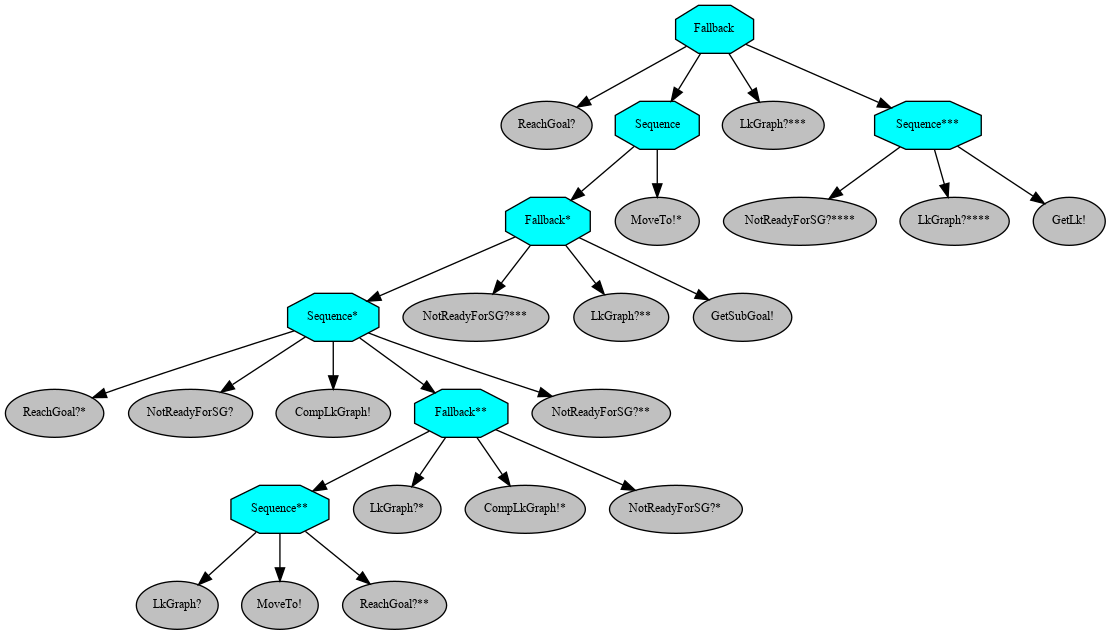 Fallback
ReachGoal?
Sequence
LkGraph?***
Sequence***
Fallback*
MoveTo!*
NotReadyForSG?****
LkGraph?****
GetLk!
Sequence*
NotReadyForSG?***
LkGraph?**
GetSubGoal!
ReachGoal?*
NotReadyForSG?
CompLkGraph!
Fallback**
NotReadyForSG?**
Sequence**
LkGraph?*
CompLkGraph!*
NotReadyForSG?*
LkGraph?
MoveTo!
ReachGoal?**